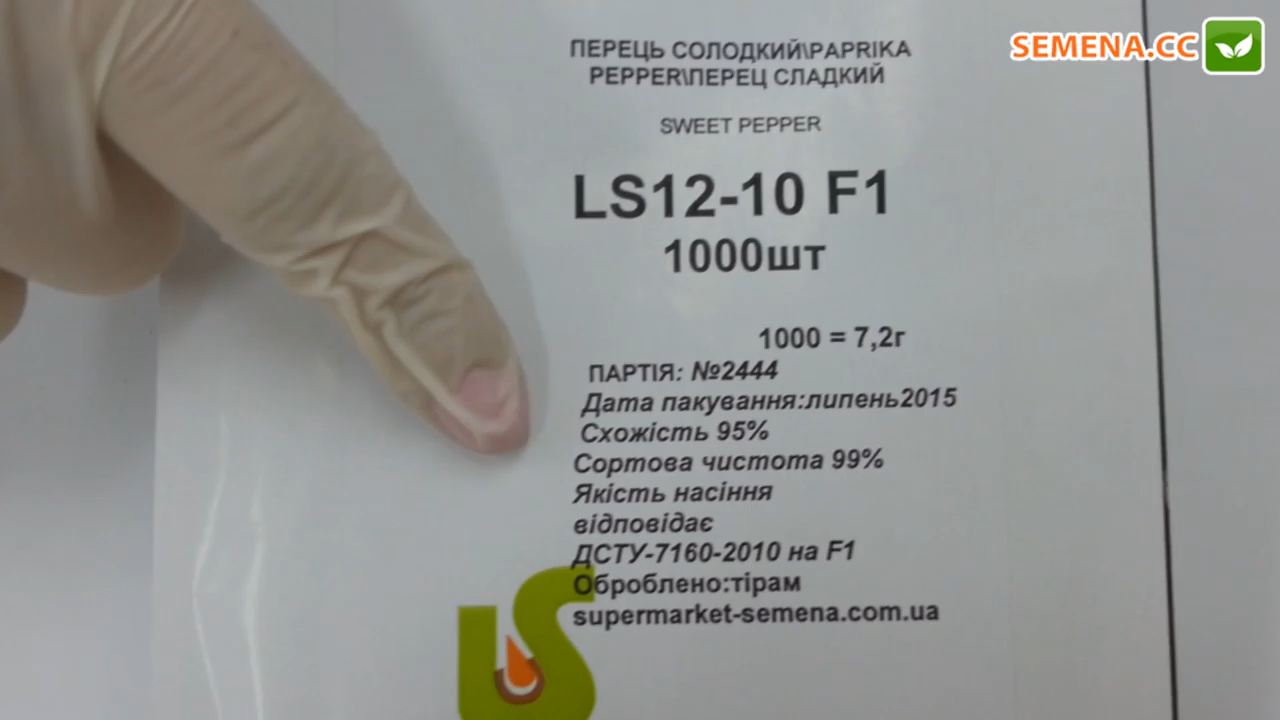 SEMENA.CC
ПЕРЕЦЬ СОЛОДКИЙ\PAPRIKA
PEPPER\ПЕРЕЦ СЛАДКИЙ
SWEET PEPPER
LS12-10 F1
1000шт
1000 = 7,2г
ПАРТІЯ: №2444
Дата пакування:липень2015
Схожість 95%
Сортова чистота 99%
Якість насіння
відповідає
ДСТУ-7160-2010 на F1
Оброблено:тірам
supermarket-semena.com.ua
LS